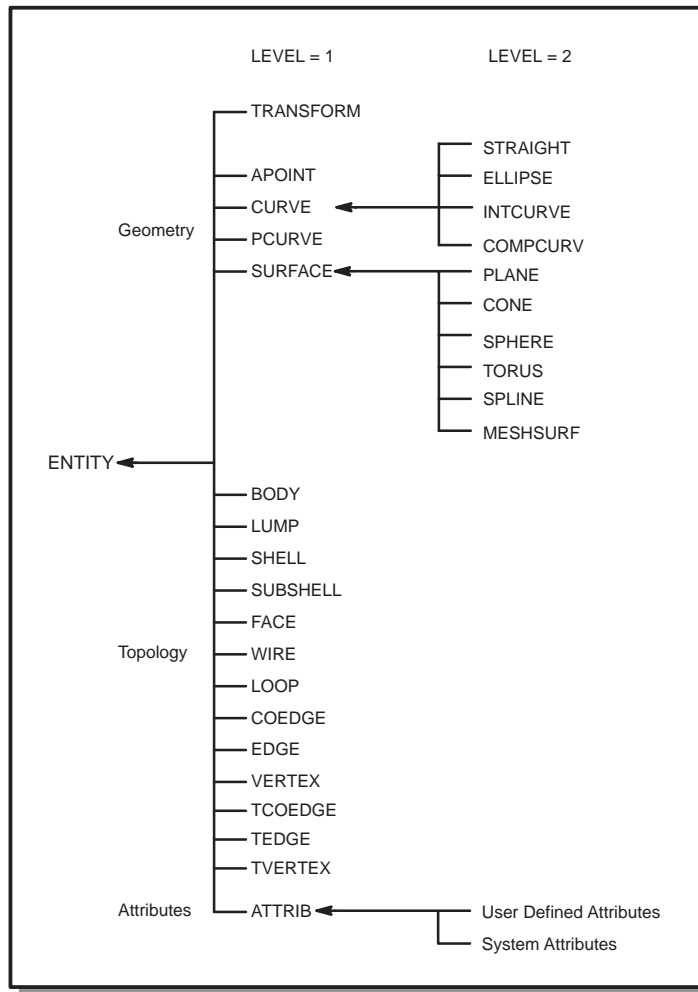 LEVEL = 1 LEVEL = 2
TRANSFORM
STRAIGHT
APOINT ELLIPSE
CURVE INTCURVE
Geometry
PCURVE COMPCURV
SURFACE PLANE
CONE
SPHERE
TORUS
SPLINE
MESHSURF
ENTITY
BODY
LUMP
SHELL
SUBSHELL
FACE
Topology WIRE
LOOP
COEDGE
EDGE
VERTEX
TCOEDGE
TEDGE
TVERTEX
Attributes ATTRIB User Defined Attributes
System Attributes